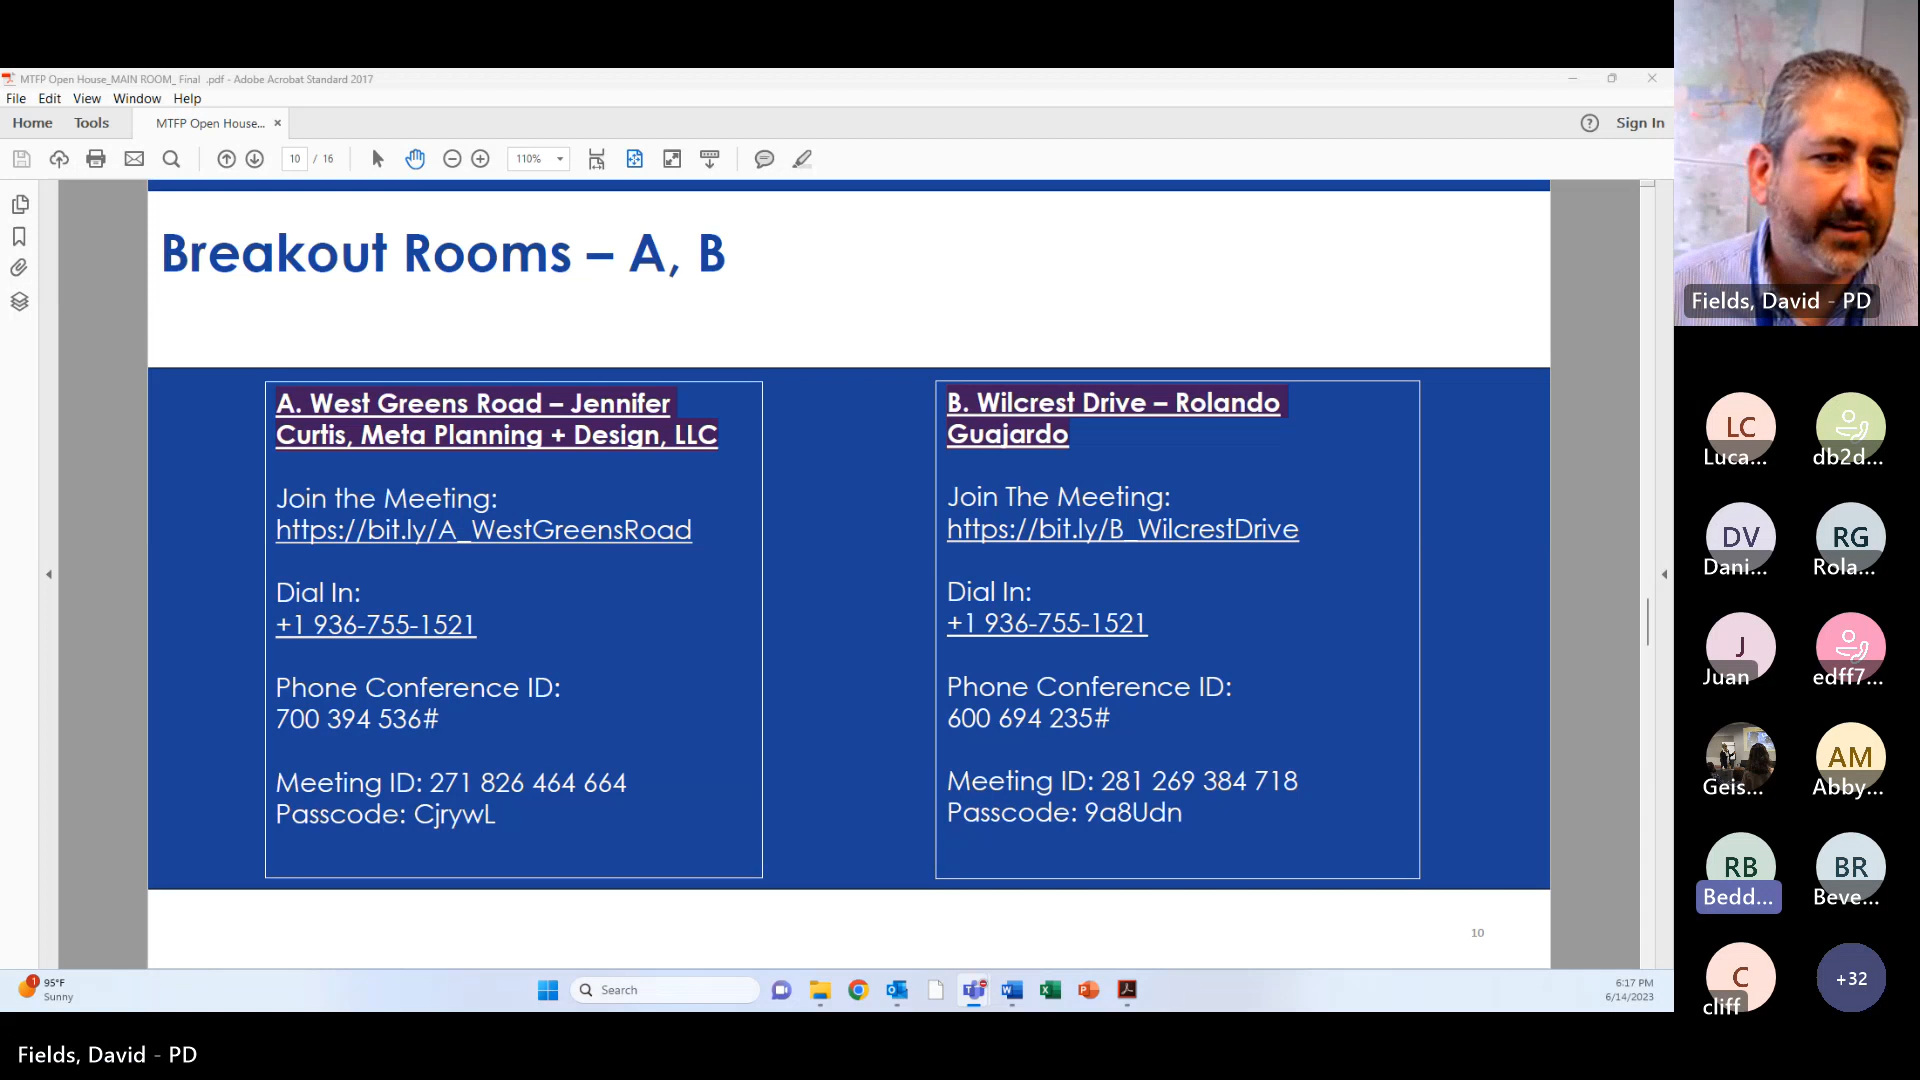 MTFP Open House_MAIN ROOM_ Final .pdf - Adobe Acrobat Standard 2017
File Edit View Window Help
Home Tools MTFP Open House... × Sign In
10 / 16 110%
Breakout Rooms – A, B
A. West Greens Road – Jennifer
Curtis, Meta Planning + Design, LLC
Join the Meeting:
https://bit.ly/A_WestGreensRoad
Dial In:
+1 936-755-1521
Phone Conference ID:
700 394 536#
Meeting ID: 271 826 464 664
Passcode: CjrywL
B. Wilcrest Drive – Rolando
Guajardo
Join The Meeting:
https://bit.ly/B_WilcrestDrive
Dial In:
+1 936-755-1521
Phone Conference ID:
600 694 235#
Meeting ID: 281 269 384 718
Passcode: 9a8Udn
10
1
95°F
Sunny
Search
6:17 PM
6/14/2023
Fields, David - PD
Fields, David - PD
LC
Luca...
db2d...
DV
Dani...
RG
Rola...
J
Juan
edff7...
Geis...
AM
Abby...
RB
Bedd...
BR
Beve...
C
cliff
+32